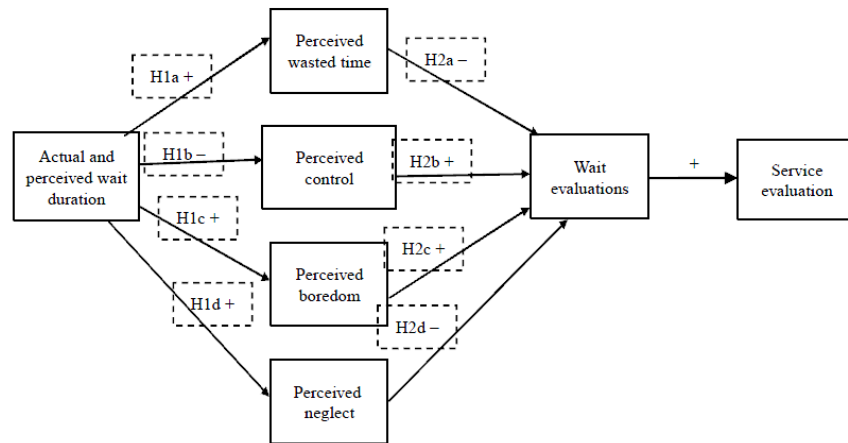 Perceived
wasted time
H1a +
H2a –
Actual and
perceived wait
duration
H1b –
Perceived
control
H2b +
Wait
evaluations
+
Service
evaluation
H1c +
Perceived
boredom
H2c +
H1d +
H2d –
Perceived
neglect